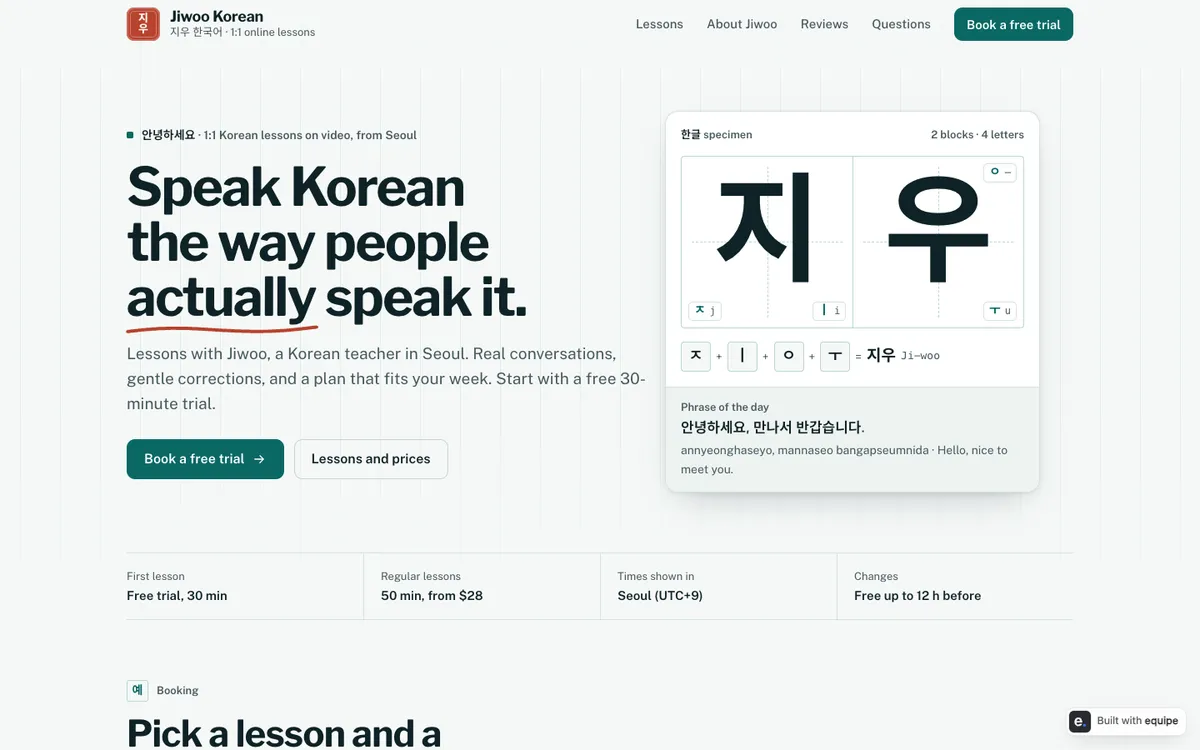 지우
Jiwoo Korean
지우 한국어 · 1:1 online lessons
Lessons
About Jiwoo
Reviews
Questions
Book a free trial
안녕하세요 · 1:1 Korean lessons on video, from Seoul
Speak Korean
the way people
actually speak it.
Lessons with Jiwoo, a Korean teacher in Seoul. Real conversations,
gentle corrections, and a plan that fits your week. Start with a free 30-
minute trial.
Book a free trial →
Lessons and prices
한글 specimen
2 blocks · 4 letters
지 우
ㅇ –
ㅈ j
ㅣ i
ㅜ u
ㅈ + ㅣ + ㅇ + ㅜ = 지우 Ji–woo
Phrase of the day
안녕하세요, 만나서 반갑습니다.
annyeonghaseyo, mannaseo bangapseumnida · Hello, nice to
meet you.
First lesson
Free trial, 30 min
Regular lessons
50 min, from $28
Times shown in
Seoul (UTC+9)
Changes
Free up to 12 h before
예 Booking
Pick a lesson and a
e. Built with equipe